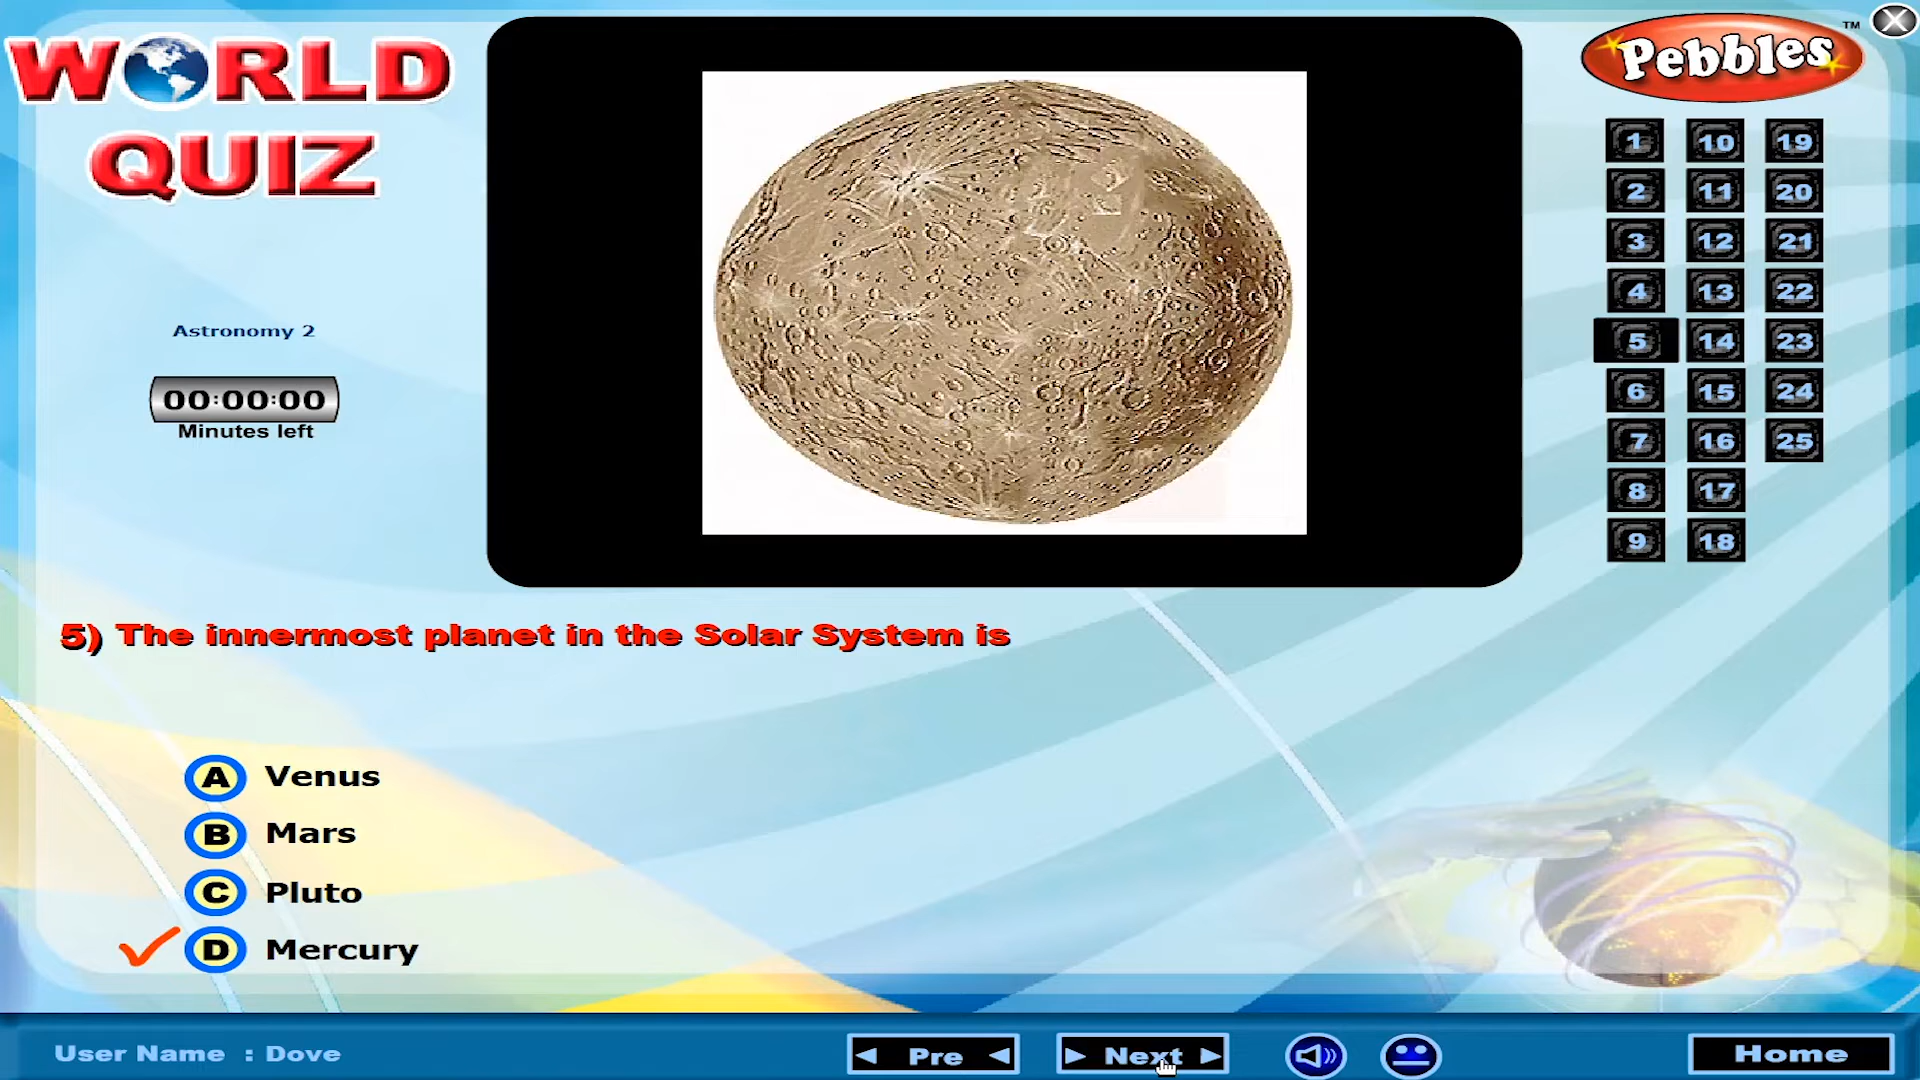 WORLD
QUIZ
Pebbles™
Astronomy 2
00:00:00
Minutes left
1 10 19
2 11 20
3 12 21
4 13 22
5 14 23
6 15 24
7 16 25
8 17
9 18
5) The innermost planet in the Solar System is
A Venus
B Mars
C Pluto
D Mercury
User Name : Dove
Pre
Next
Home